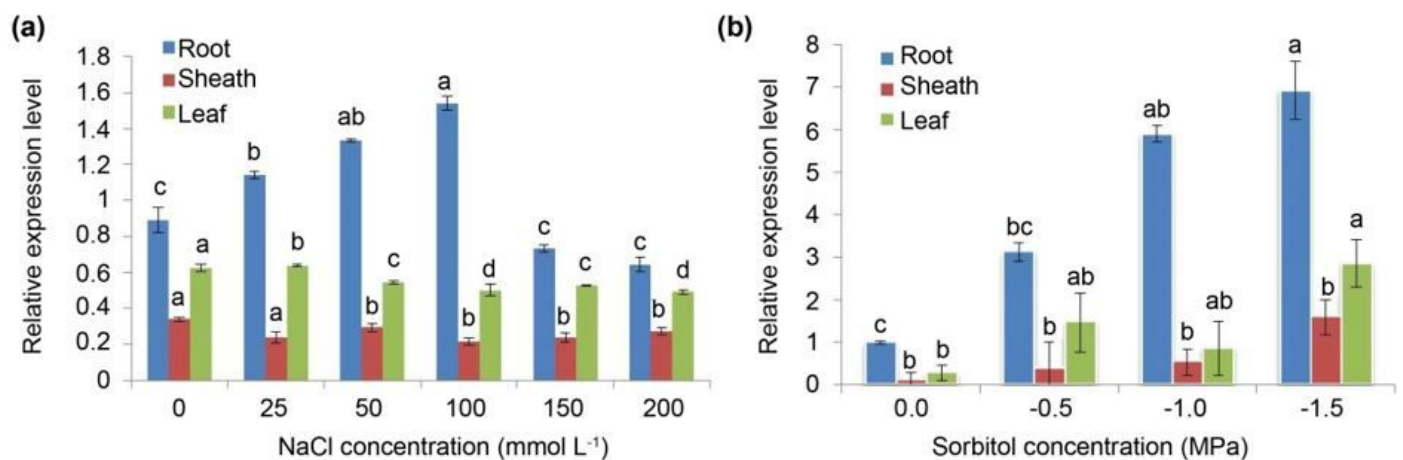 (a)
Root
Sheath
Leaf
Relative expression level
1.8
1.6
1.4
1.2
1
0.8
0.6
0.4
0.2
0
c
a
a
b
a
b
ab
b
c
a
b
d
c
b
c
c
b
d
0
25
50
100
150
200
NaCl concentration (mmol L⁻¹)
(b)
Root
Sheath
Leaf
Relative expression level
8
7
6
5
4
3
2
1
0
c
b
b
bc
b
ab
ab
b
ab
a
b
a
0.0
-0.5
-1.0
-1.5
Sorbitol concentration (MPa)